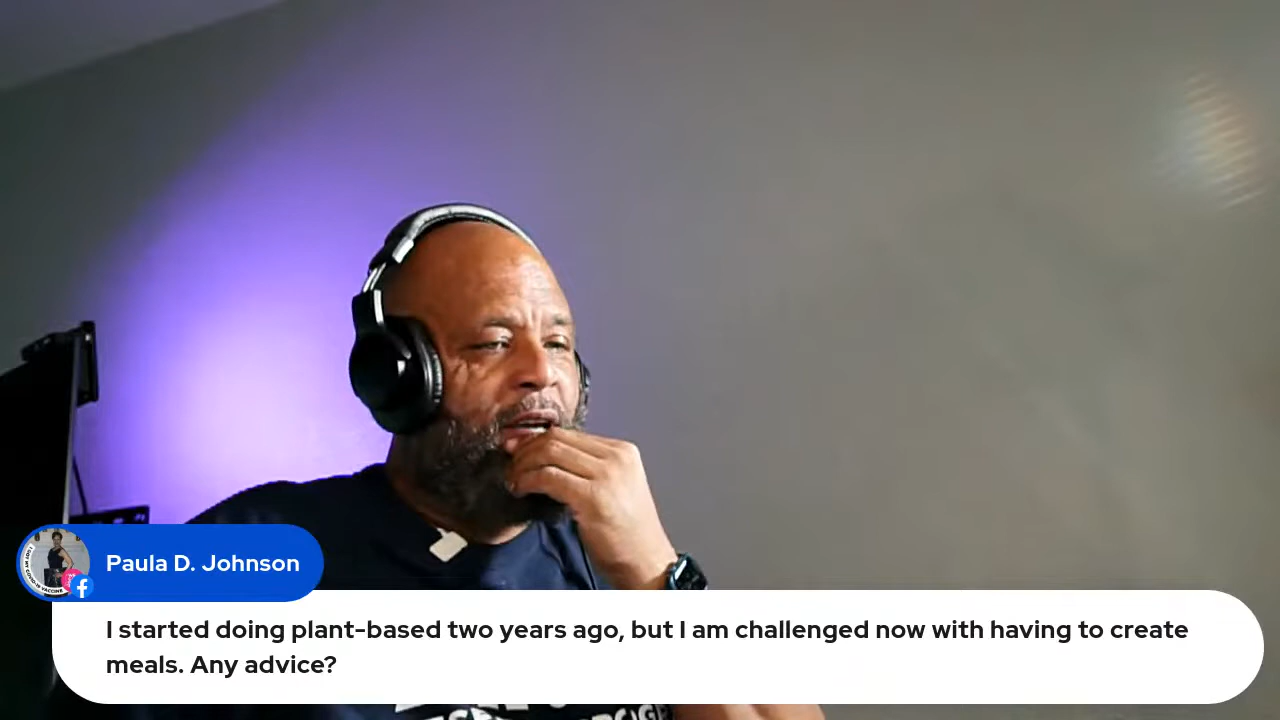 Paula D. Johnson
I started doing plant-based two years ago, but I am challenged now with having to create
meals. Any advice?